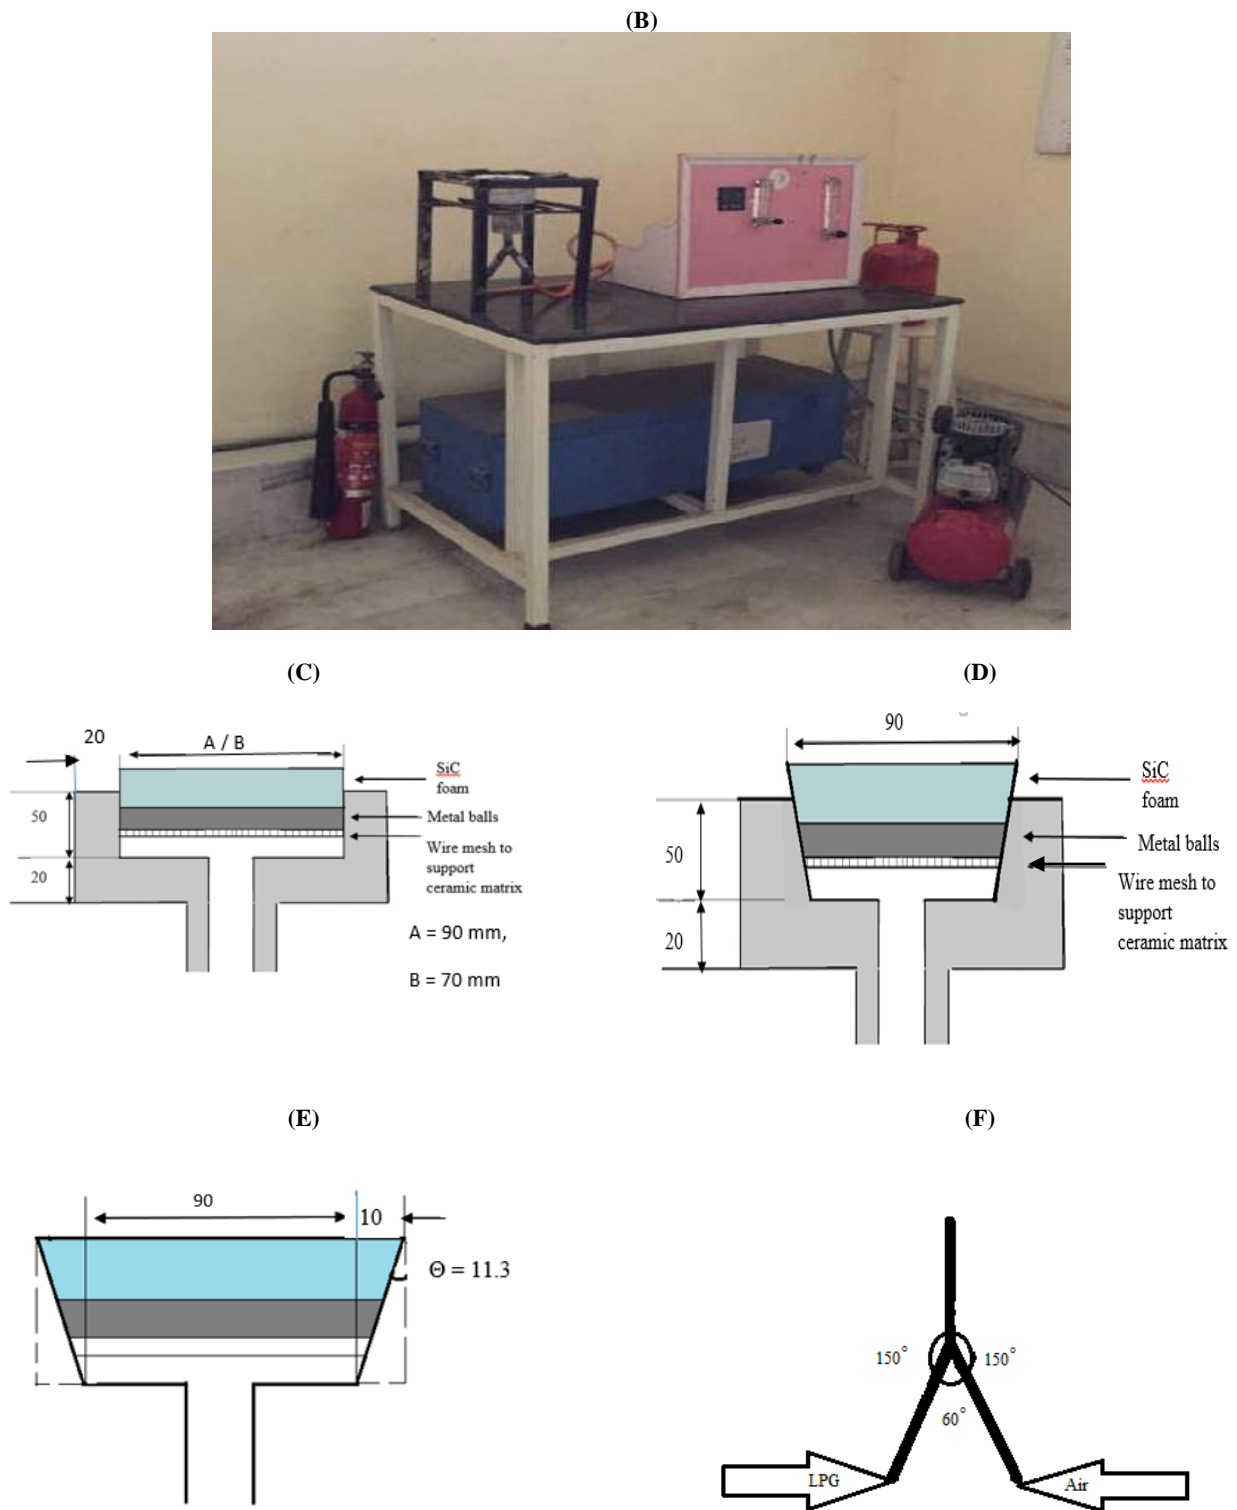 (B)
(C)
(D)
20
A / B
SiC
foam
50
Metal balls
Wire mesh to
support
ceramic matrix
20
A = 90 mm,
B = 70 mm
90
SiC
foam
50
Metal balls
Wire mesh to
support
ceramic matrix
20
(E)
(F)
90
10
Θ = 11.3
150°
150°
60°
LPG
Air